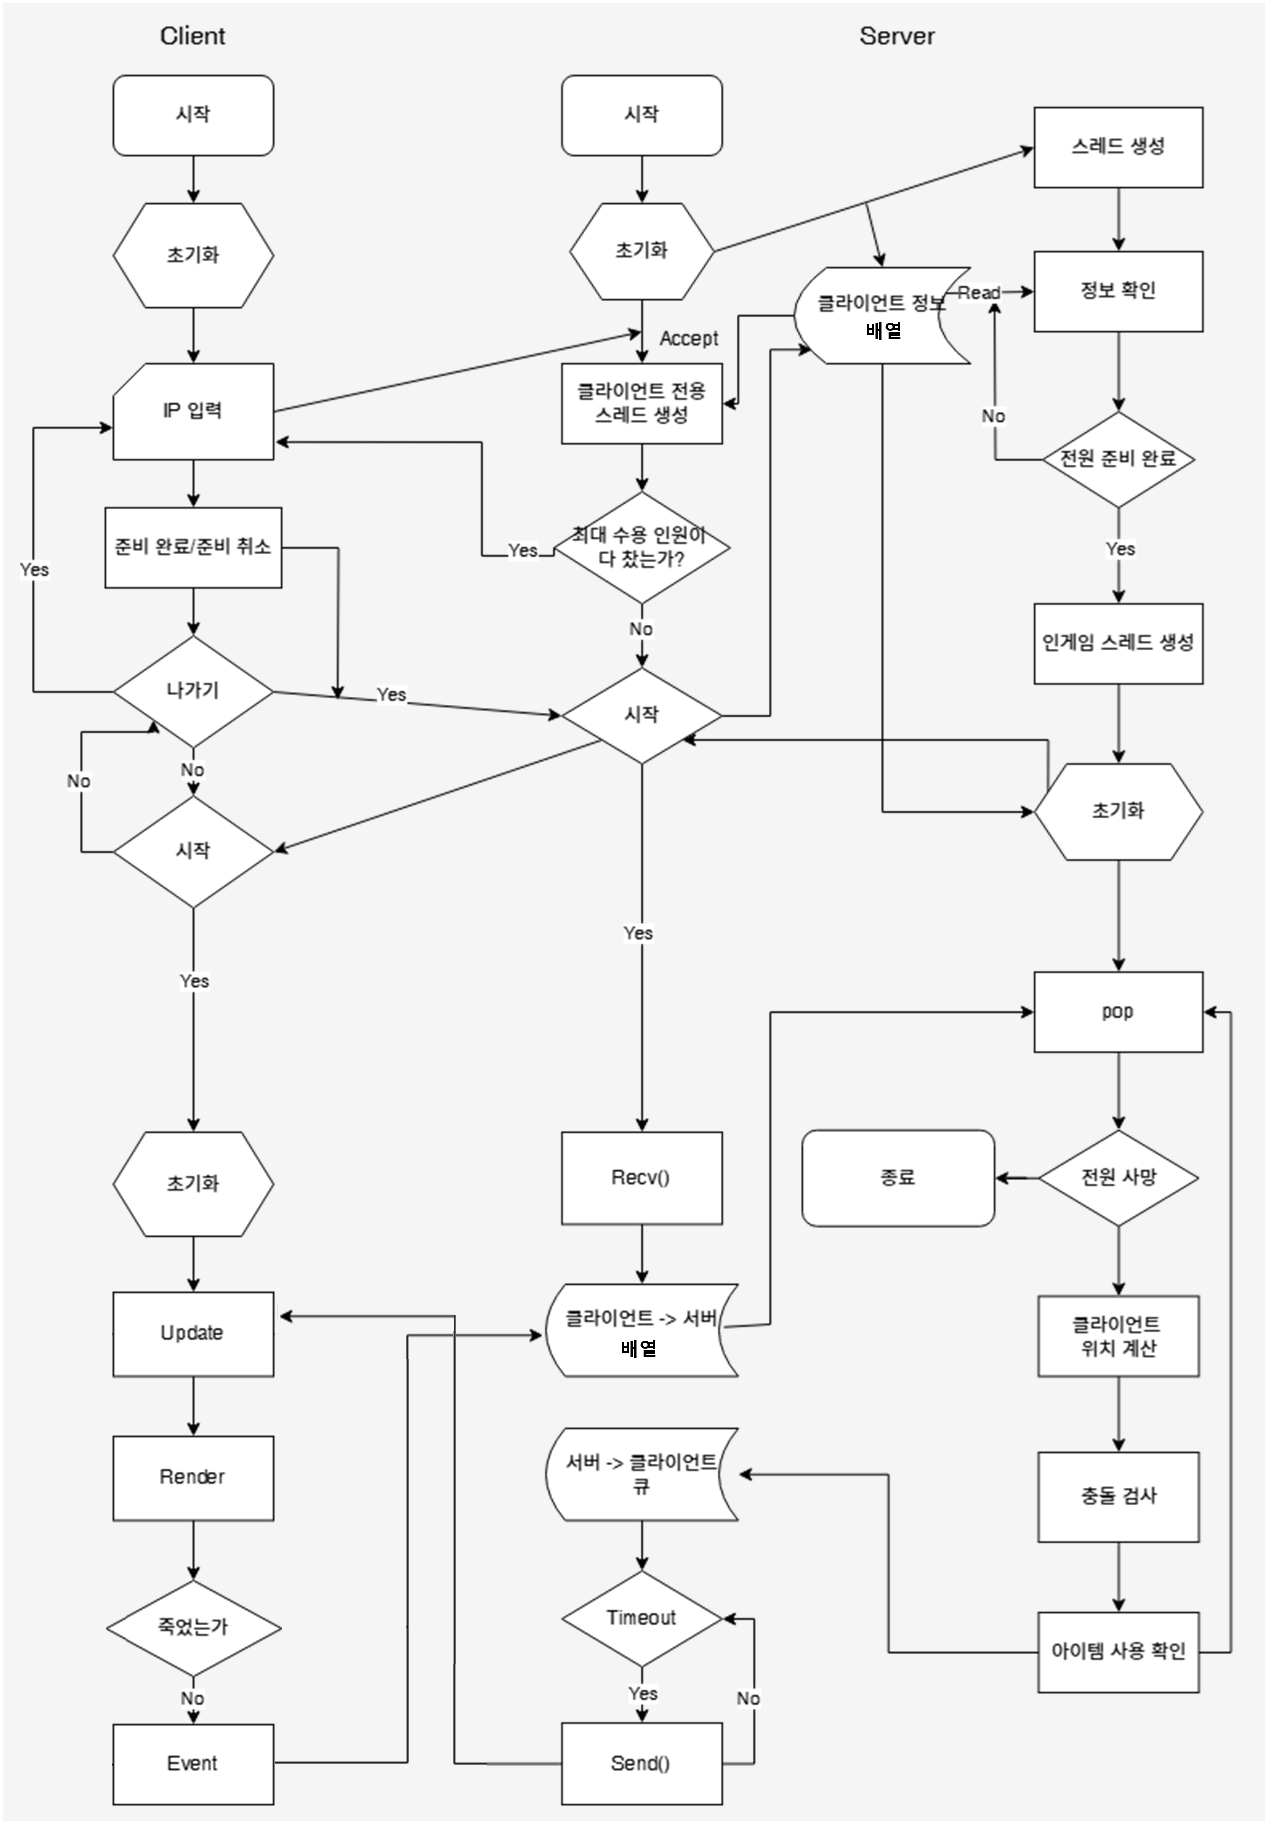 Client
Server
시작
초기화
IP 입력
준비 완료/준비 취소
Yes
나가기
Yes
No
No
시작
Yes
초기화
Update
Render
죽었는가
No
Event
시작
초기화
Accept
클라이언트 전용
스레드 생성
최대 수용 인원이
다 찼는가?
Yes
No
시작
Yes
Recv()
클라이언트 -> 서버
배열
서버 -> 클라이언트
큐
Timeout
Yes
No
Send()
클라이언트 정보
배열
Read
스레드 생성
정보 확인
No
전원 준비 완료
Yes
인게임 스레드 생성
초기화
pop
전원 사망
종료
클라이언트
위치 계산
충돌 검사
아이템 사용 확인